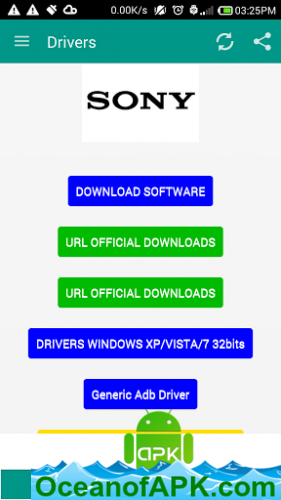 0.00K/s 03:25PM
Drivers
SONY
DOWNLOAD SOFTWARE
URL OFFICIAL DOWNLOADS
URL OFFICIAL DOWNLOADS
DRIVERS WINDOWS XP/VISTA/7 32bits
Generic Adb Driver
APK
OceanofAPK.com